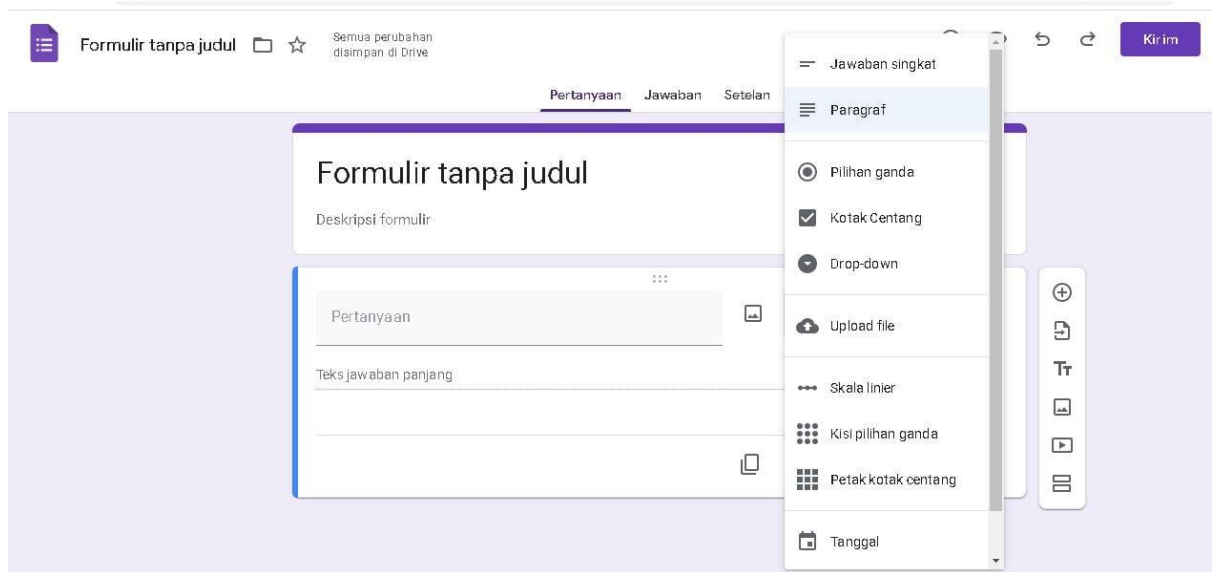 Formulir tanpa judul
Semua perubahan
disimpan di Drive
Kirim
Pertanyaan Jawaban Setelan
Formulir tanpa judul
Deskripsi formulir
Pertanyaan
Teks jawaban panjang
Jawaban singkat
Paragraf
Pilihan ganda
Kotak Centang
Drop-down
Upload file
Skala linier
Kisi pilihan ganda
Petak kotak centang
Tanggal
Tт